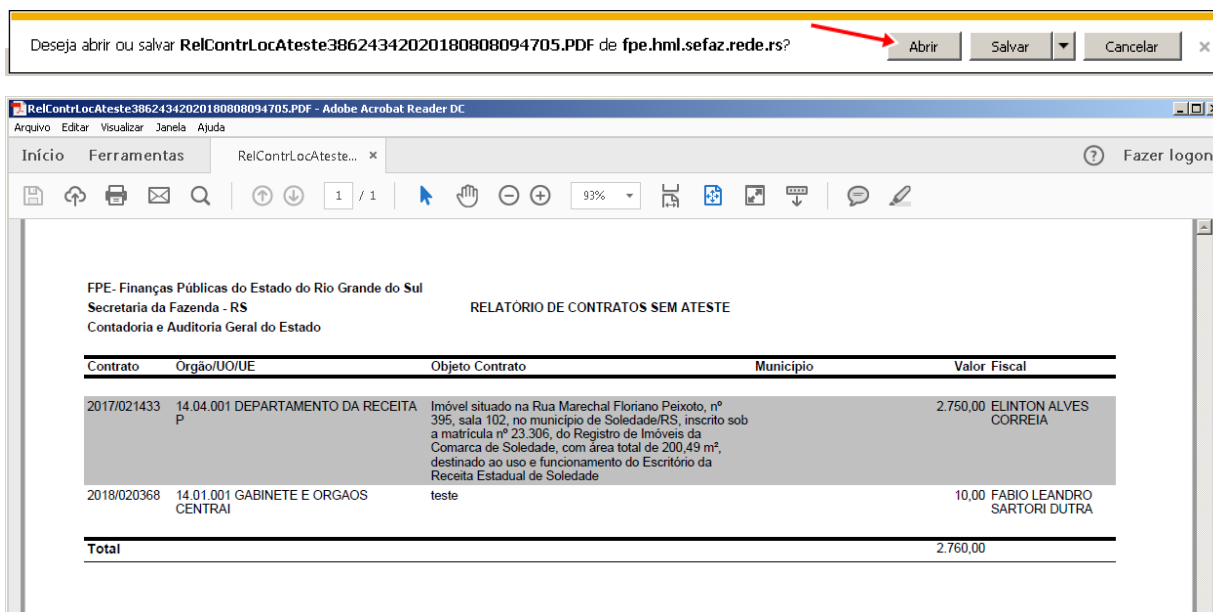 Deseja abrir ou salvar RelContrLocAteste38624342020180808094705.PDF de fpe.hml.sefaz.rede.rs? Abrir Salvar Cancelar
RelContrLocAteste38624342020180808094705.PDF - Adobe Acrobat Reader DC
Arquivo Editar Visualizar Janela Ajuda
Início Ferramentas RelContrLocAteste... × ? Fazer logon
1 / 1 93%
FPE- Finanças Públicas do Estado do Rio Grande do Sul
Secretaria da Fazenda - RS RELATÓRIO DE CONTRATOS SEM ATESTE
Contadoria e Auditoria Geral do Estado
Contrato Órgão/UO/UE Objeto Contrato Município Valor Fiscal
2017/021433 14.04.001 DEPARTAMENTO DA RECEITA Imóvel situado na Rua Marechal Floriano Peixoto, nº 2.750,00 ELINTON ALVES
P 395, sala 102, no município de Soledade/RS, inscrito sob CORREIA
a matrícula nº 23.306, do Registro de Imóveis da
Comarca de Soledade, com área total de 200,49 m²,
destinado ao uso e funcionamento do Escritório da
Receita Estadual de Soledade
2018/020368 14.01.001 GABINETE E ORGAOS teste 10,00 FABIO LEANDRO
CENTRAI SARTORI DUTRA
Total 2.760,00